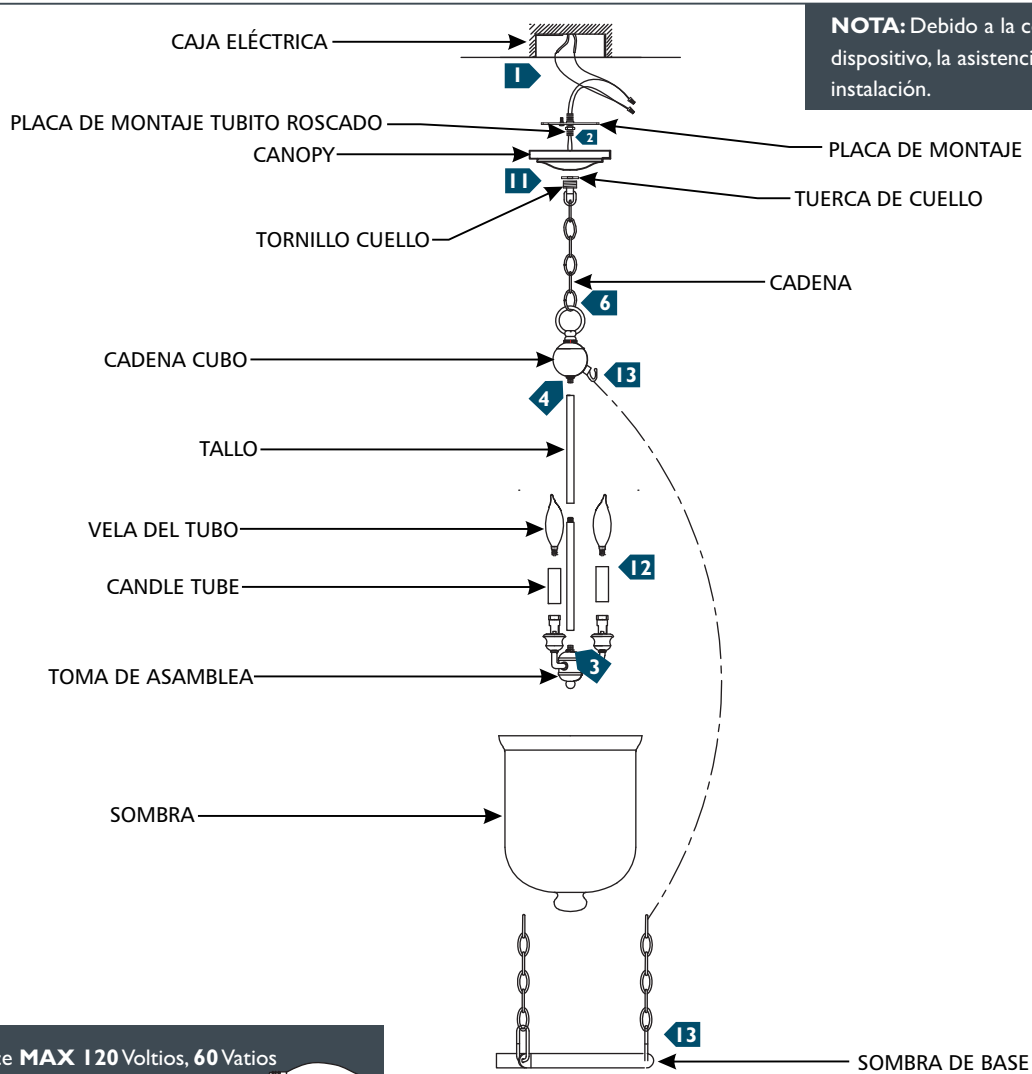 NOTA: Debido a la
dispositivo, la
instalación.
CAJA ELÉCTRICA
1
PLACA DE MONTAJE TUBITO ROSCADO
2
PLACA DE MONTAJE
CANOPY
11
TUERCA DE CUELLO
TORNILLO CUELLO
CADENA
6
CADENA CUBO
13
4
TALLO
VELA DEL TUBO
12
CANDLE TUBE
3
TOMA DE ASAMBLEA
SOMBRA
13
MAX 120 Voltios, 60 Vatios
SOMBRA DE BASE